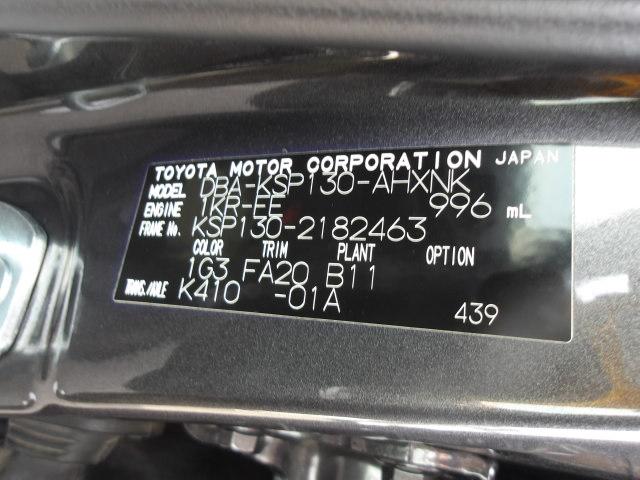 TOYOTA MOTOR CORPORATION JAPAN
MODEL DBA-KSP130-AHXNK
ENGINE 1KR-FE 996 mL
FRAME No. KSP130-2182463
COLOR TRIM PLANT OPTION
1G3 FA20 B11
TRANS./AXLE K410 -01A
439